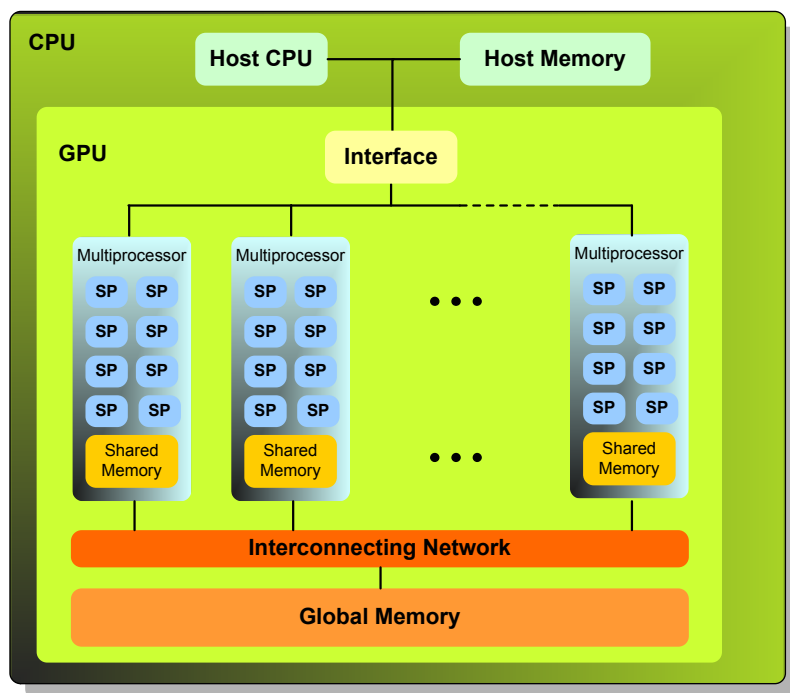 CPU
Host CPU
Host Memory
GPU
Interface
Multiprocessor
SP SP
SP SP
SP SP
SP SP
Shared
Memory
Multiprocessor
SP SP
SP SP
SP SP
SP SP
Shared
Memory
Multiprocessor
SP SP
SP SP
SP SP
SP SP
Shared
Memory
Interconnecting Network
Global Memory